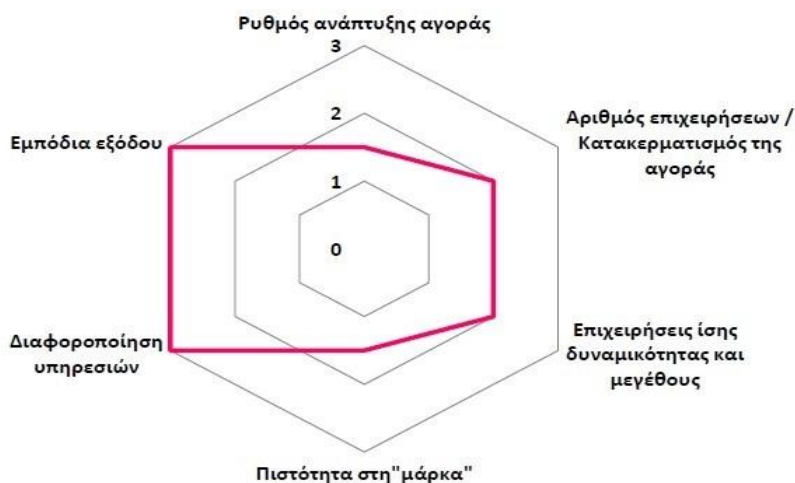 Ρυθμός ανάπτυξης αγοράς
3
2
1
0
Εμπόδια εξόδου
Αριθμός επιχειρήσεων /
Κατακερματισμός της
αγοράς
Διαφοροποίηση
υπηρεσιών
Επιχειρήσεις ίσης
δυναμικότητας και
μεγέθους
Πιστότητα στη"μάρκα"